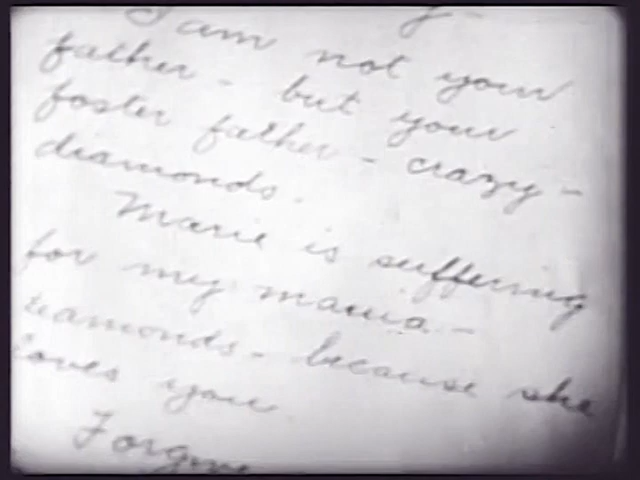 I am not your
father - but your
foster father - crazy -
diamonds.
Marie is suffering
for my mania -
diamonds - because she
loves you.
Forgive